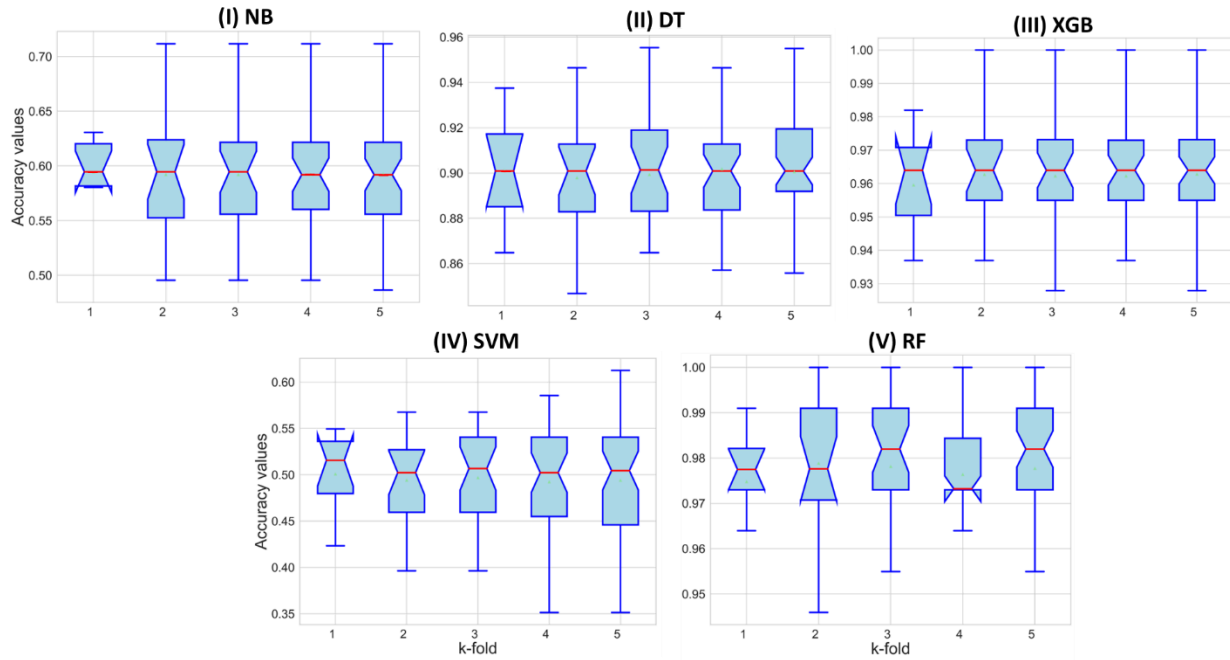 (I) NB
(II) DT
(III) XGB
Accuracy values
0.70
0.65
0.60
0.55
0.50
1 2 3 4 5
0.96
0.94
0.92
0.90
0.88
0.86
1 2 3 4 5
1.00
0.99
0.98
0.97
0.96
0.95
0.94
0.93
1 2 3 4 5
(IV) SVM
(V) RF
Accuracy values
0.60
0.55
0.50
0.45
0.40
0.35
1 2 3 4 5
k-fold
1.00
0.99
0.98
0.97
0.96
0.95
1 2 3 4 5
k-fold